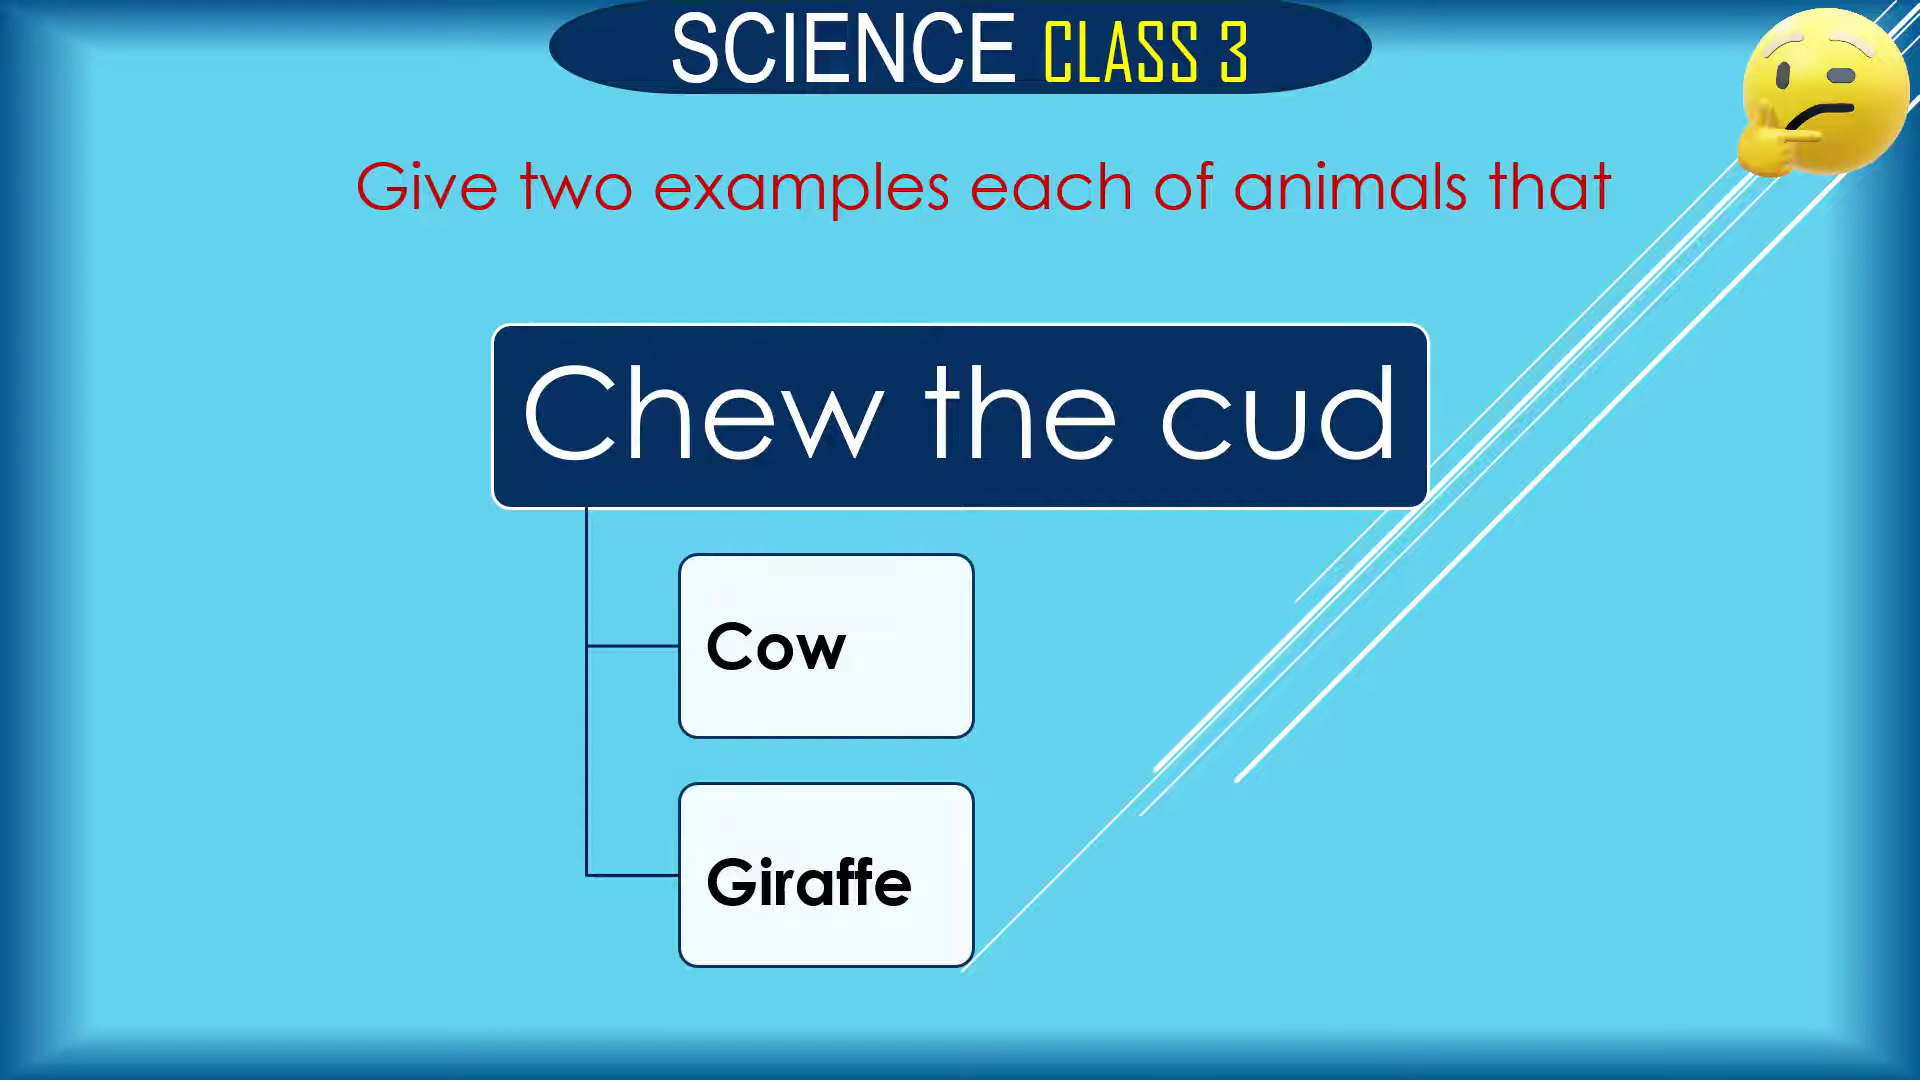 SCIENCE CLASS 3
Give two examples each of animals that
Chew the cud
Cow
Giraffe